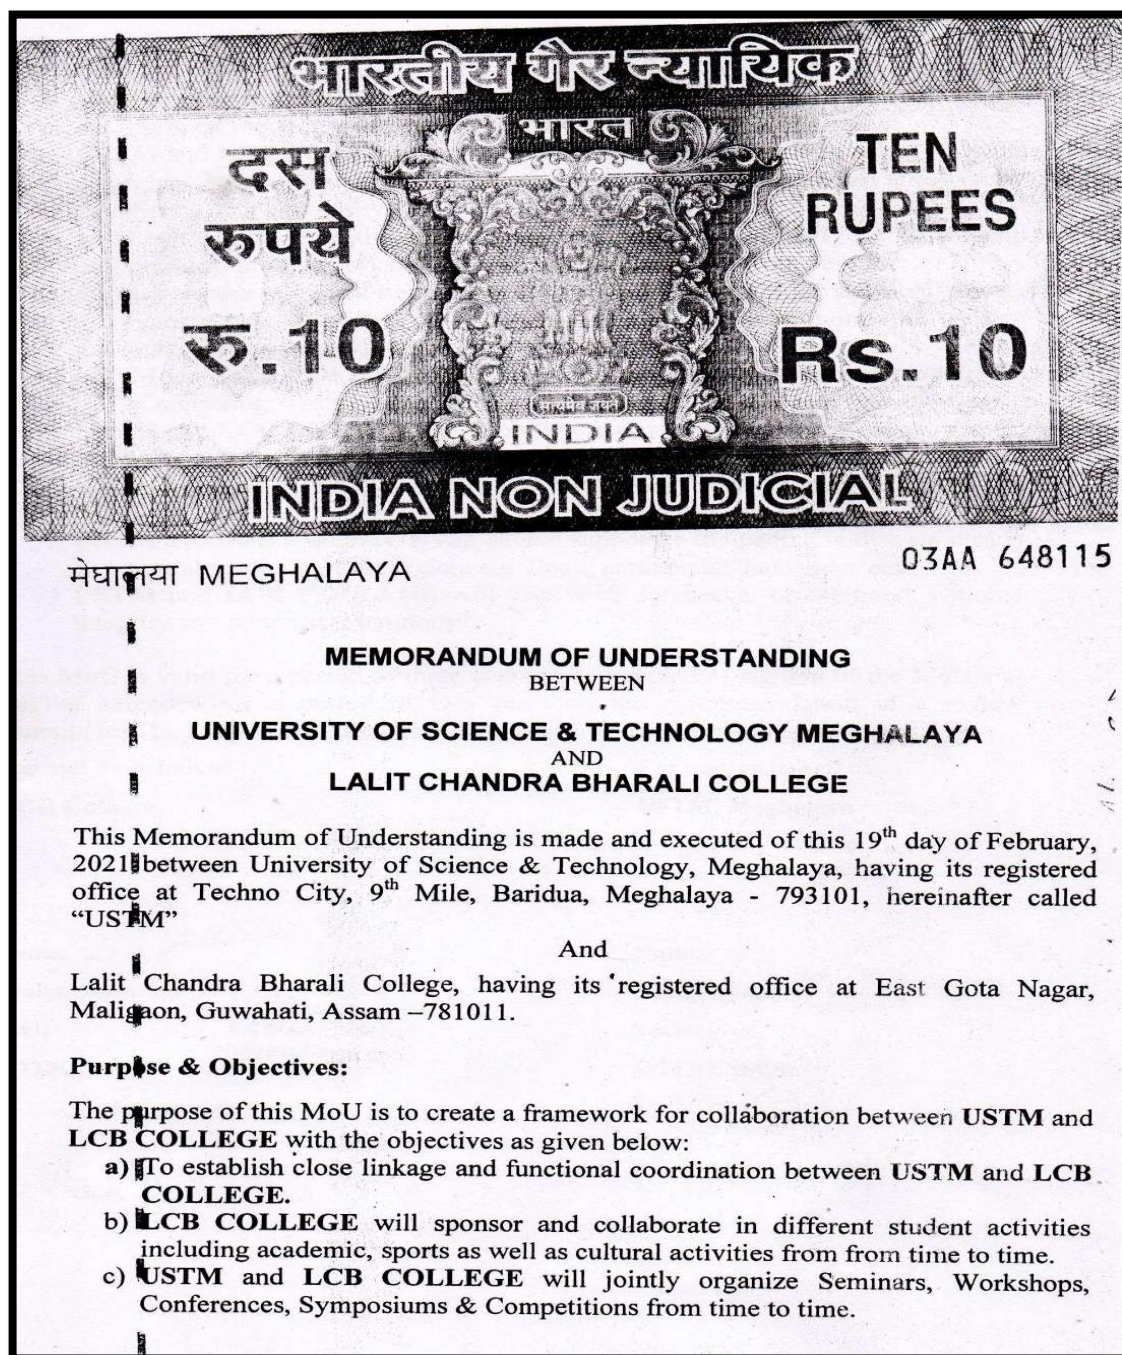 भारतीय गैर न्यायिक
भारत
दस
रुपये
रु.10
TEN
RUPEES
Rs.10
सत्यमेव जयते
INDIA
INDIA NON JUDICIAL
मेघालया MEGHALAYA
03AA 648115
MEMORANDUM OF UNDERSTANDING
BETWEEN
UNIVERSITY OF SCIENCE & TECHNOLOGY MEGHALAYA
AND
LALIT CHANDRA BHARALI COLLEGE
This Memorandum of Understanding is made and executed of this 19th day of February,
2021 between University of Science & Technology, Meghalaya, having its registered
office at Techno City, 9th Mile, Baridua, Meghalaya - 793101, hereinafter called
“USTM”
And
Lalit Chandra Bharali College, having its registered office at East Gota Nagar,
Maligaon, Guwahati, Assam –781011.
Purpose & Objectives:
The purpose of this MoU is to create a framework for collaboration between USTM and
LCB COLLEGE with the objectives as given below:
a) To establish close linkage and functional coordination between USTM and LCB
COLLEGE.
b) LCB COLLEGE will sponsor and collaborate in different student activities
including academic, sports as well as cultural activities from from time to time.
c) USTM and LCB COLLEGE will jointly organize Seminars, Workshops,
Conferences, Symposiums & Competitions from time to time.